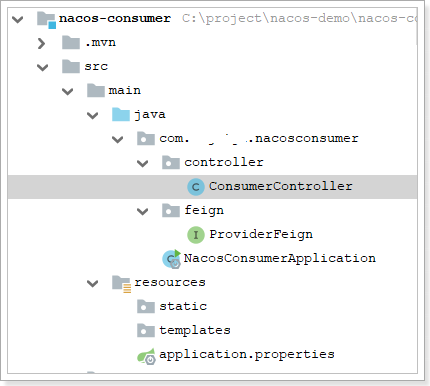 nacos-consumer C:\project\nacos-demo\nacos-co
.mvn
src
main
java
com. .nacosconsumer
controller
C ConsumerController
feign
I ProviderFeign
C NacosConsumerApplication
resources
static
templates
application.properties